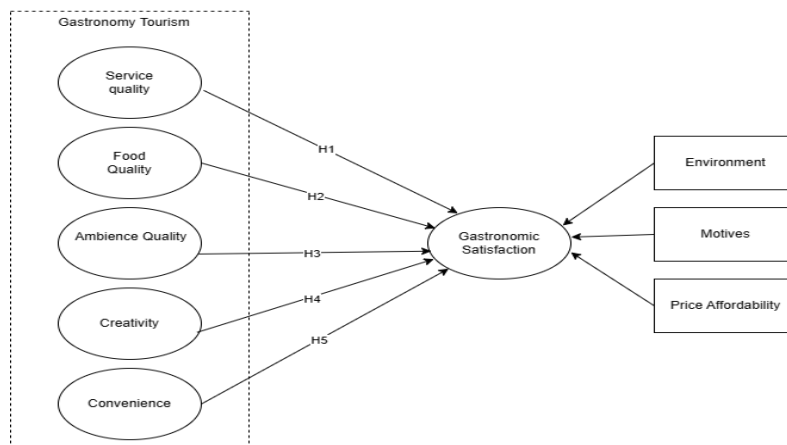 Gastronomy Tourism
Service
quality
H1
Food
Quality
H2
Ambience Quality
H3
Creativity
H4
Convenience
H5
Gastronomic
Satisfaction
Environment
Motives
Price Affordability